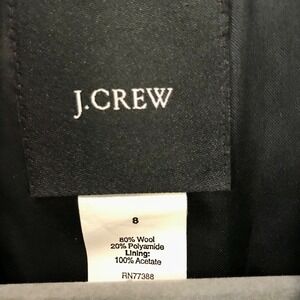 J.CREW
8
80% Wool
20% Polyamide
Lining:
100% Acetate
RN77388